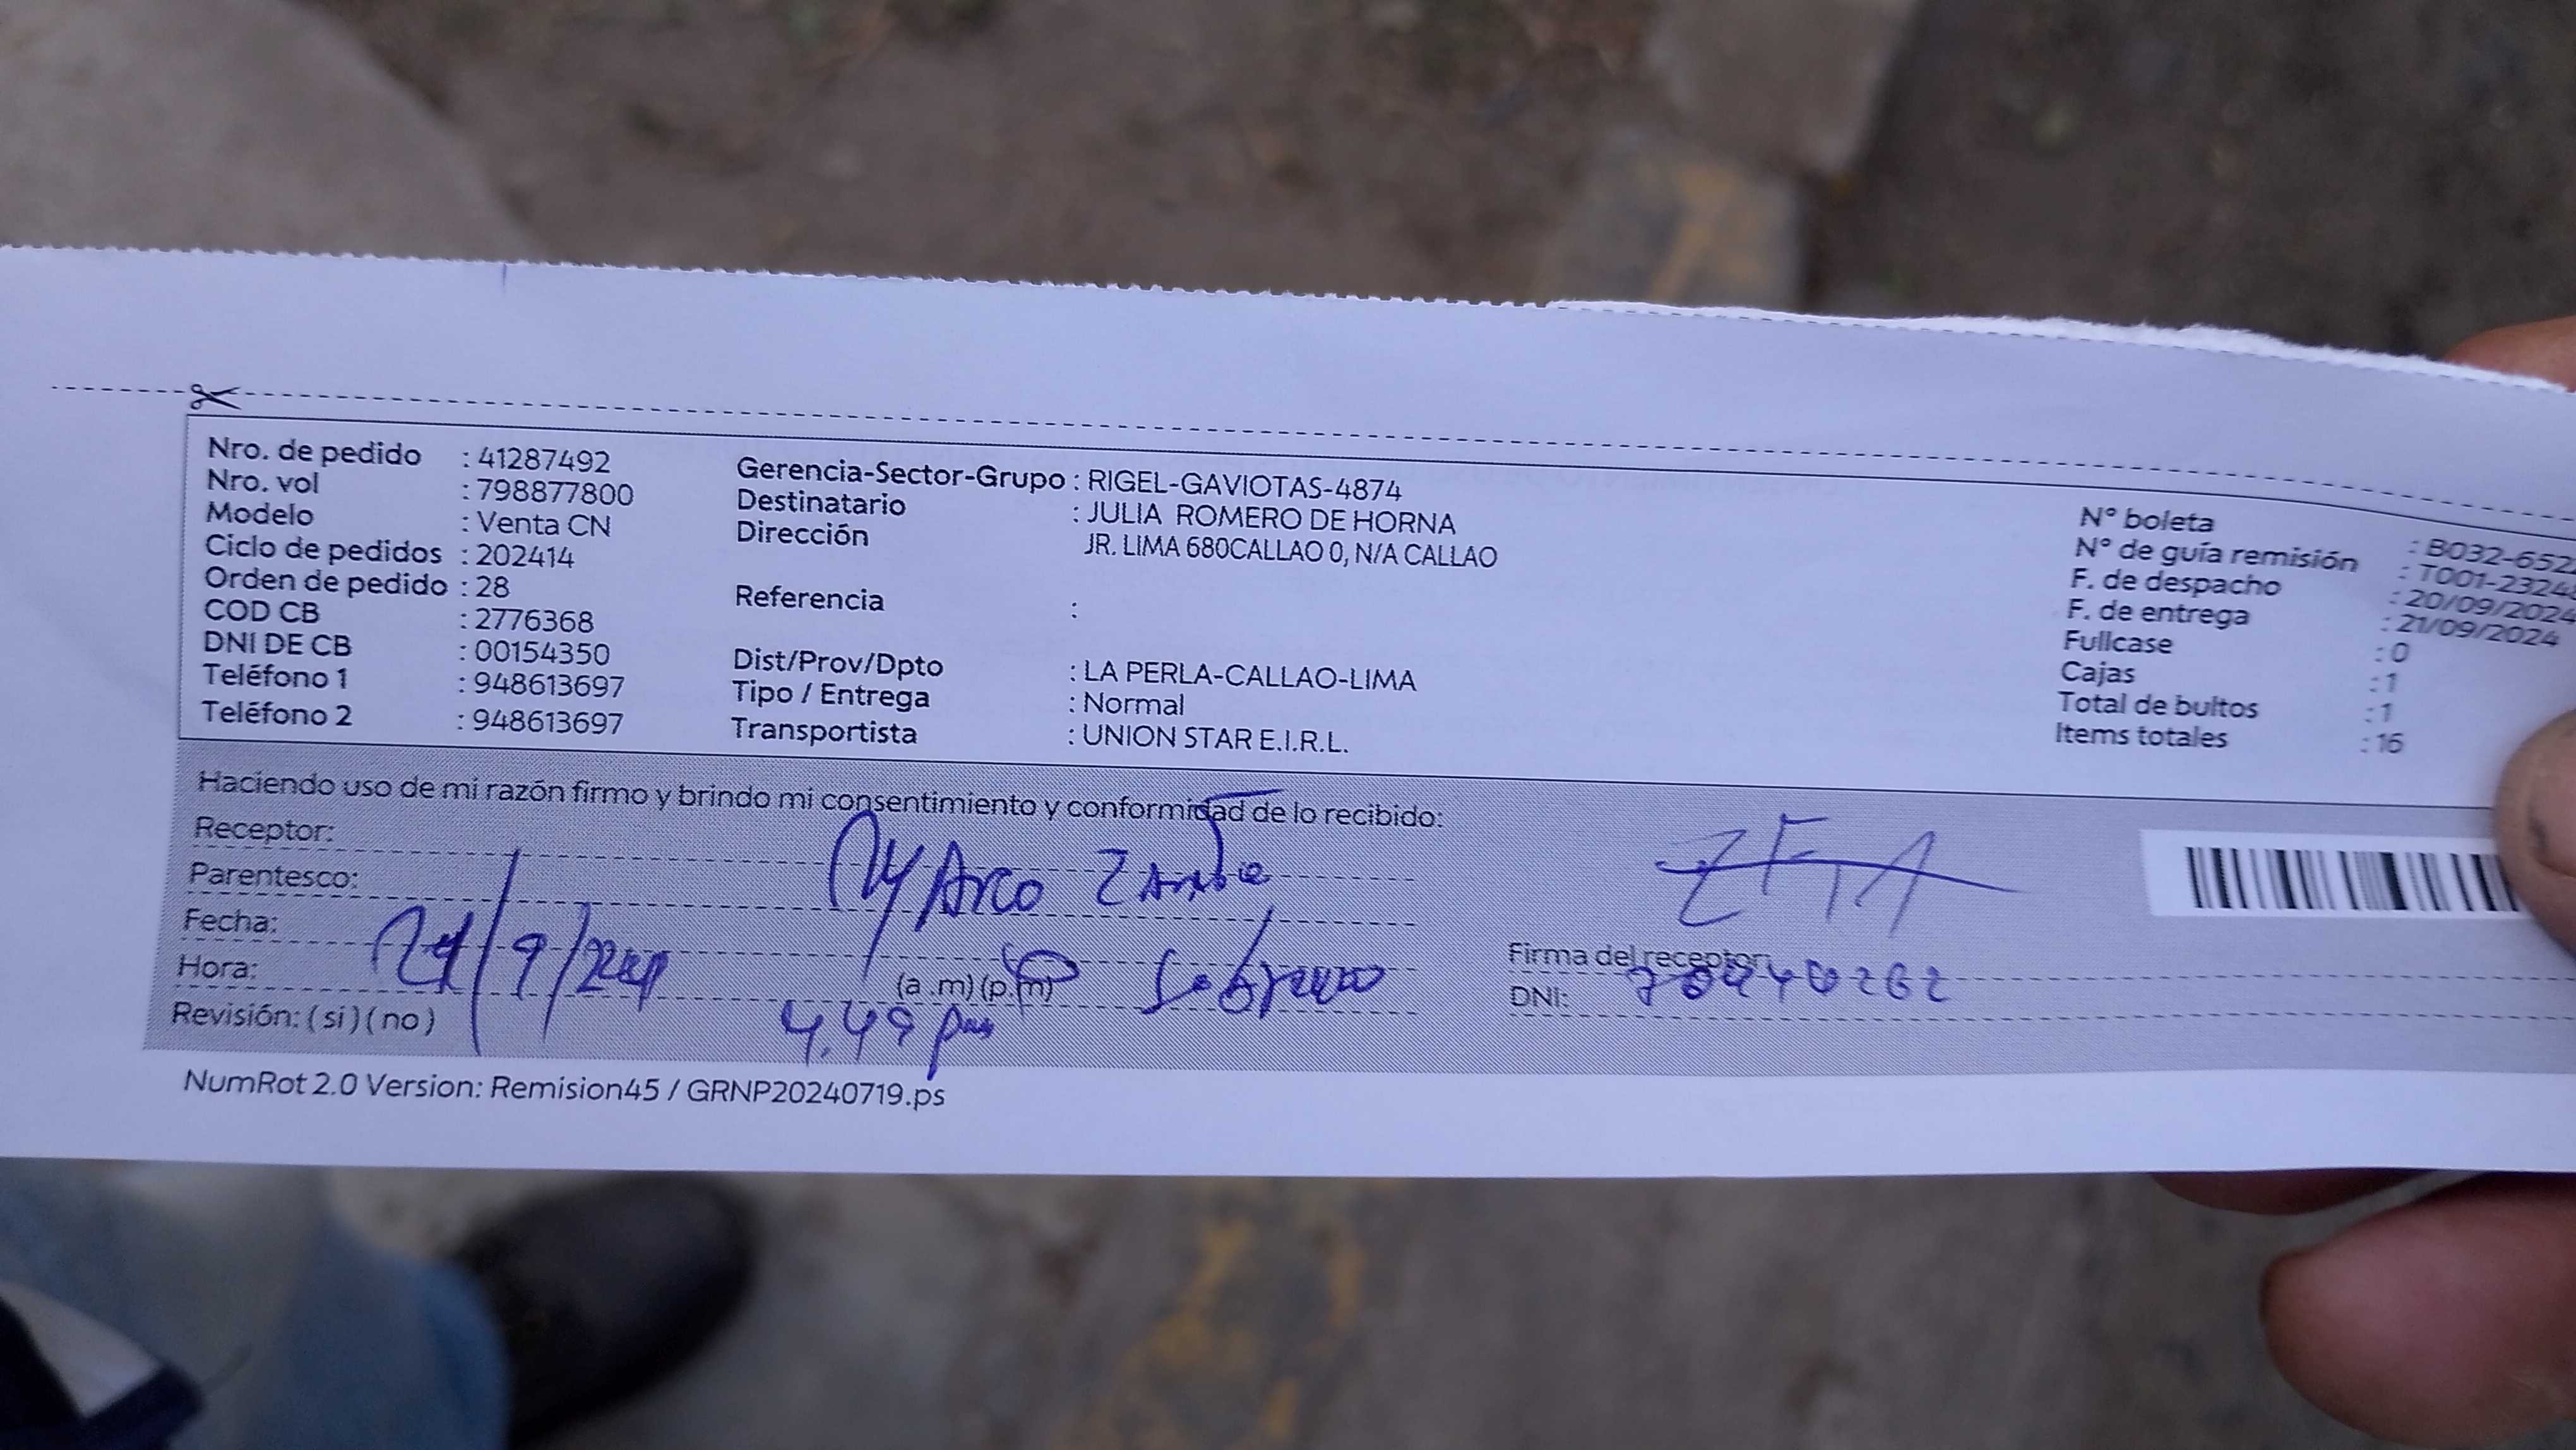 Nro. de pedido : 41287492
Nro. vol : 798877800
Modelo : Venta CN
Ciclo de pedidos : 202414
Orden de pedido : 28
COD CB : 2776368
DNI DE CB : 00154350
Teléfono 1 : 948613697
Teléfono 2 : 948613697
Gerencia-Sector-Grupo : RIGEL-GAVIOTAS-4874
Destinatario : JULIA ROMERO DE HORNA
Dirección JR. LIMA 680CALLAO 0, N/A CALLAO
Referencia :
Dist/Prov/Dpto : LA PERLA-CALLAO-LIMA
Tipo / Entrega : Normal
Transportista : UNION STAR E.I.R.L.
N° boleta : B032-652
N° de guía remisión : T001-2324
F. de despacho : 20/09/2024
F. de entrega : 21/09/2024
Fullcase : 0
Cajas : 1
Total de bultos : 1
Items totales : 16
Haciendo uso de mi razón firmo y brindo mi consentimiento y conformidad de lo recibido:
Receptor: MArco
Parentesco: Sobrino
Fecha: 21/9/2024
Hora: (a.m) (p.m)
4.49 pm
Revisión: ( si ) ( no )
Firma del receptor:
DNI:
NumRot 2.0 Version: Remision45 / GRNP20240719.ps